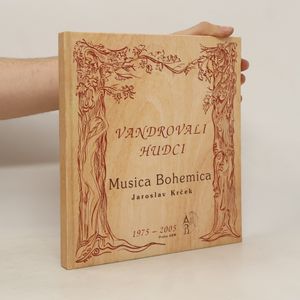 VANDROVALI
HUDCI
Musica Bohemica
Jaroslav Krček
1975 – 2005